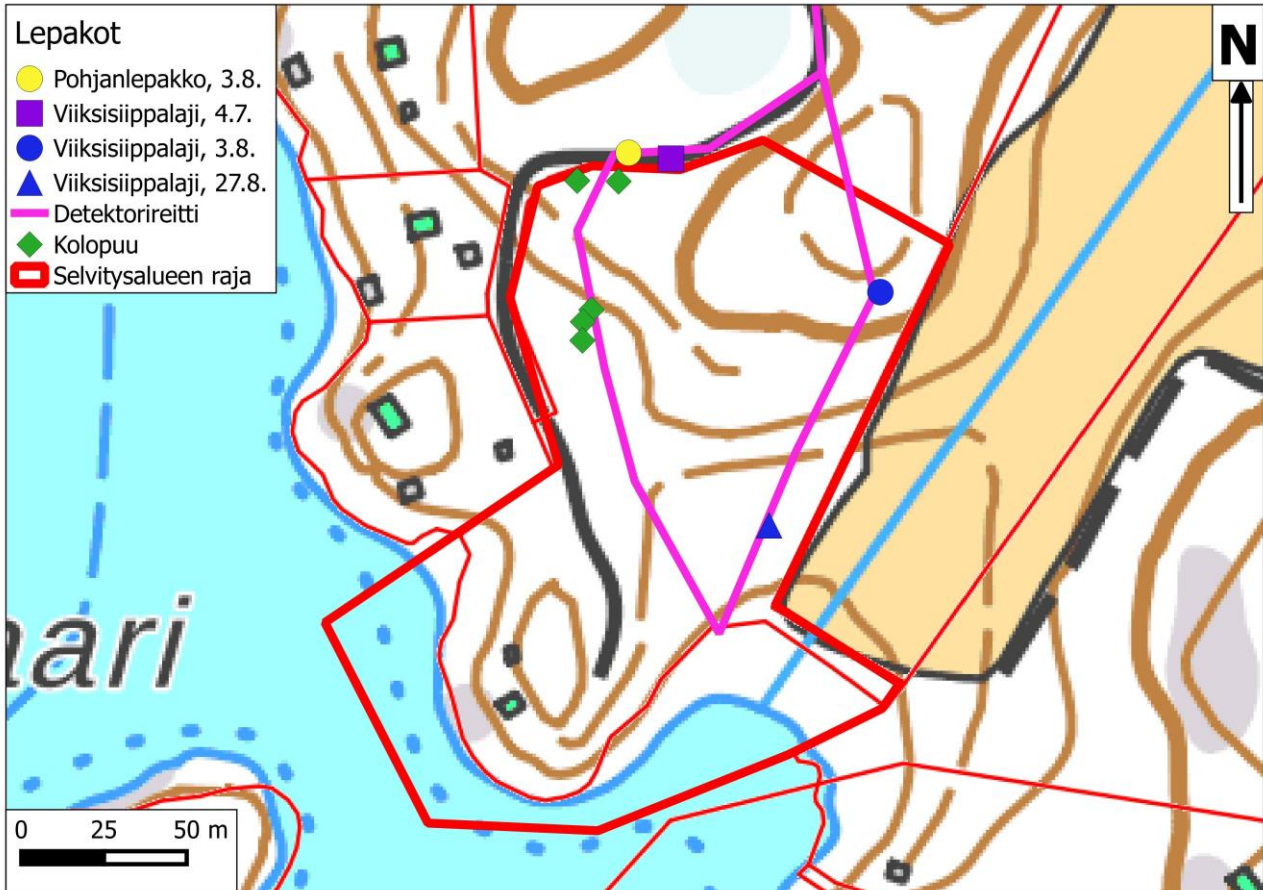 Lepakot
Pohjanlepakko, 3.8.
Viiksisiippalaji, 4.7.
Viiksisiippalaji, 3.8.
Viiksisiippalaji, 27.8.
Detektorireitti
Kolopuu
Selvitysalueen raja
N
aari
0 25 50 m